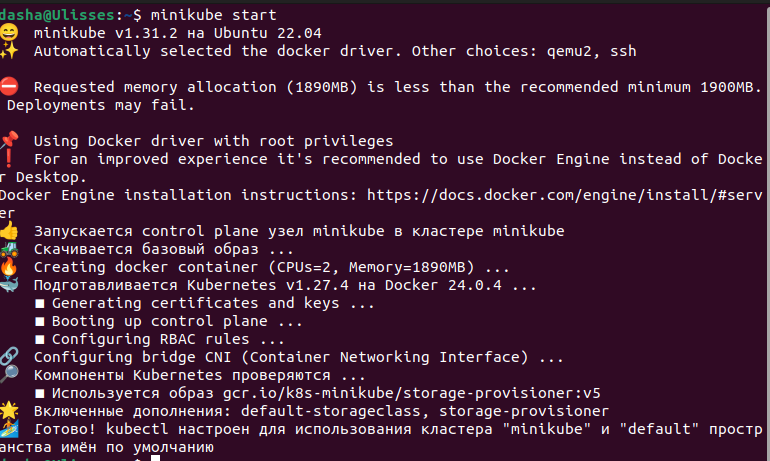 dasha@Ulisses:~$ minikube start
😄 minikube v1.31.2 на Ubuntu 22.04
✨ Automatically selected the docker driver. Other choices: qemu2, ssh
⛔ Requested memory allocation (1890MB) is less than the recommended minimum 1900MB.
Deployments may fail.
📌 Using Docker driver with root privileges
❗ For an improved experience it's recommended to use Docker Engine instead of Docke
r Desktop.
Docker Engine installation instructions: https://docs.docker.com/engine/install/#serv
er
👍 Запускается control plane узел minikube в кластере minikube
🚜 Скачивается базовый образ ...
🔥 Creating docker container (CPUs=2, Memory=1890MB) ...
🐳 Подготавливается Kubernetes v1.27.4 на Docker 24.0.4 ...
■ Generating certificates and keys ...
■ Booting up control plane ...
■ Configuring RBAC rules ...
🔗 Configuring bridge CNI (Container Networking Interface) ...
🔎 Компоненты Kubernetes проверяются ...
■ Используется образ gcr.io/k8s-minikube/storage-provisioner:v5
🌟 Включенные дополнения: default-storageclass, storage-provisioner
🏄 Готово! kubectl настроен для использования кластера "minikube" и "default" простр
анства имён по умолчанию